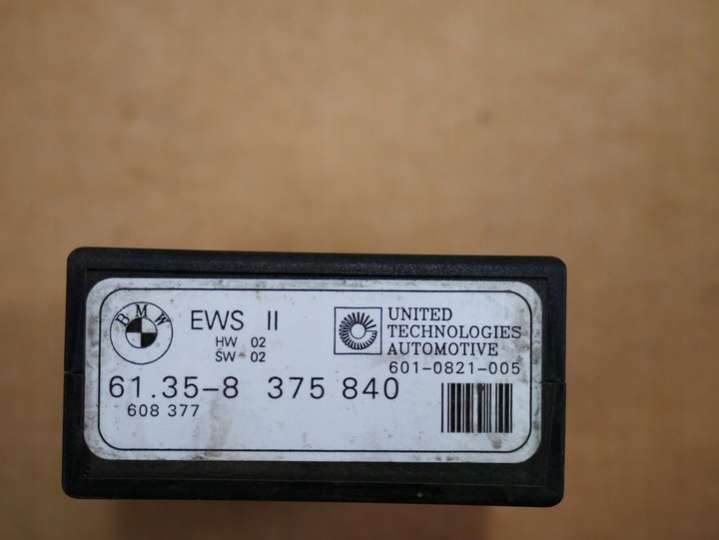 BMW
EWS II
HW 02
SW 02
61.35-8 375 840
608 377
UNITED
TECHNOLOGIES
AUTOMOTIVE
601-0821-005